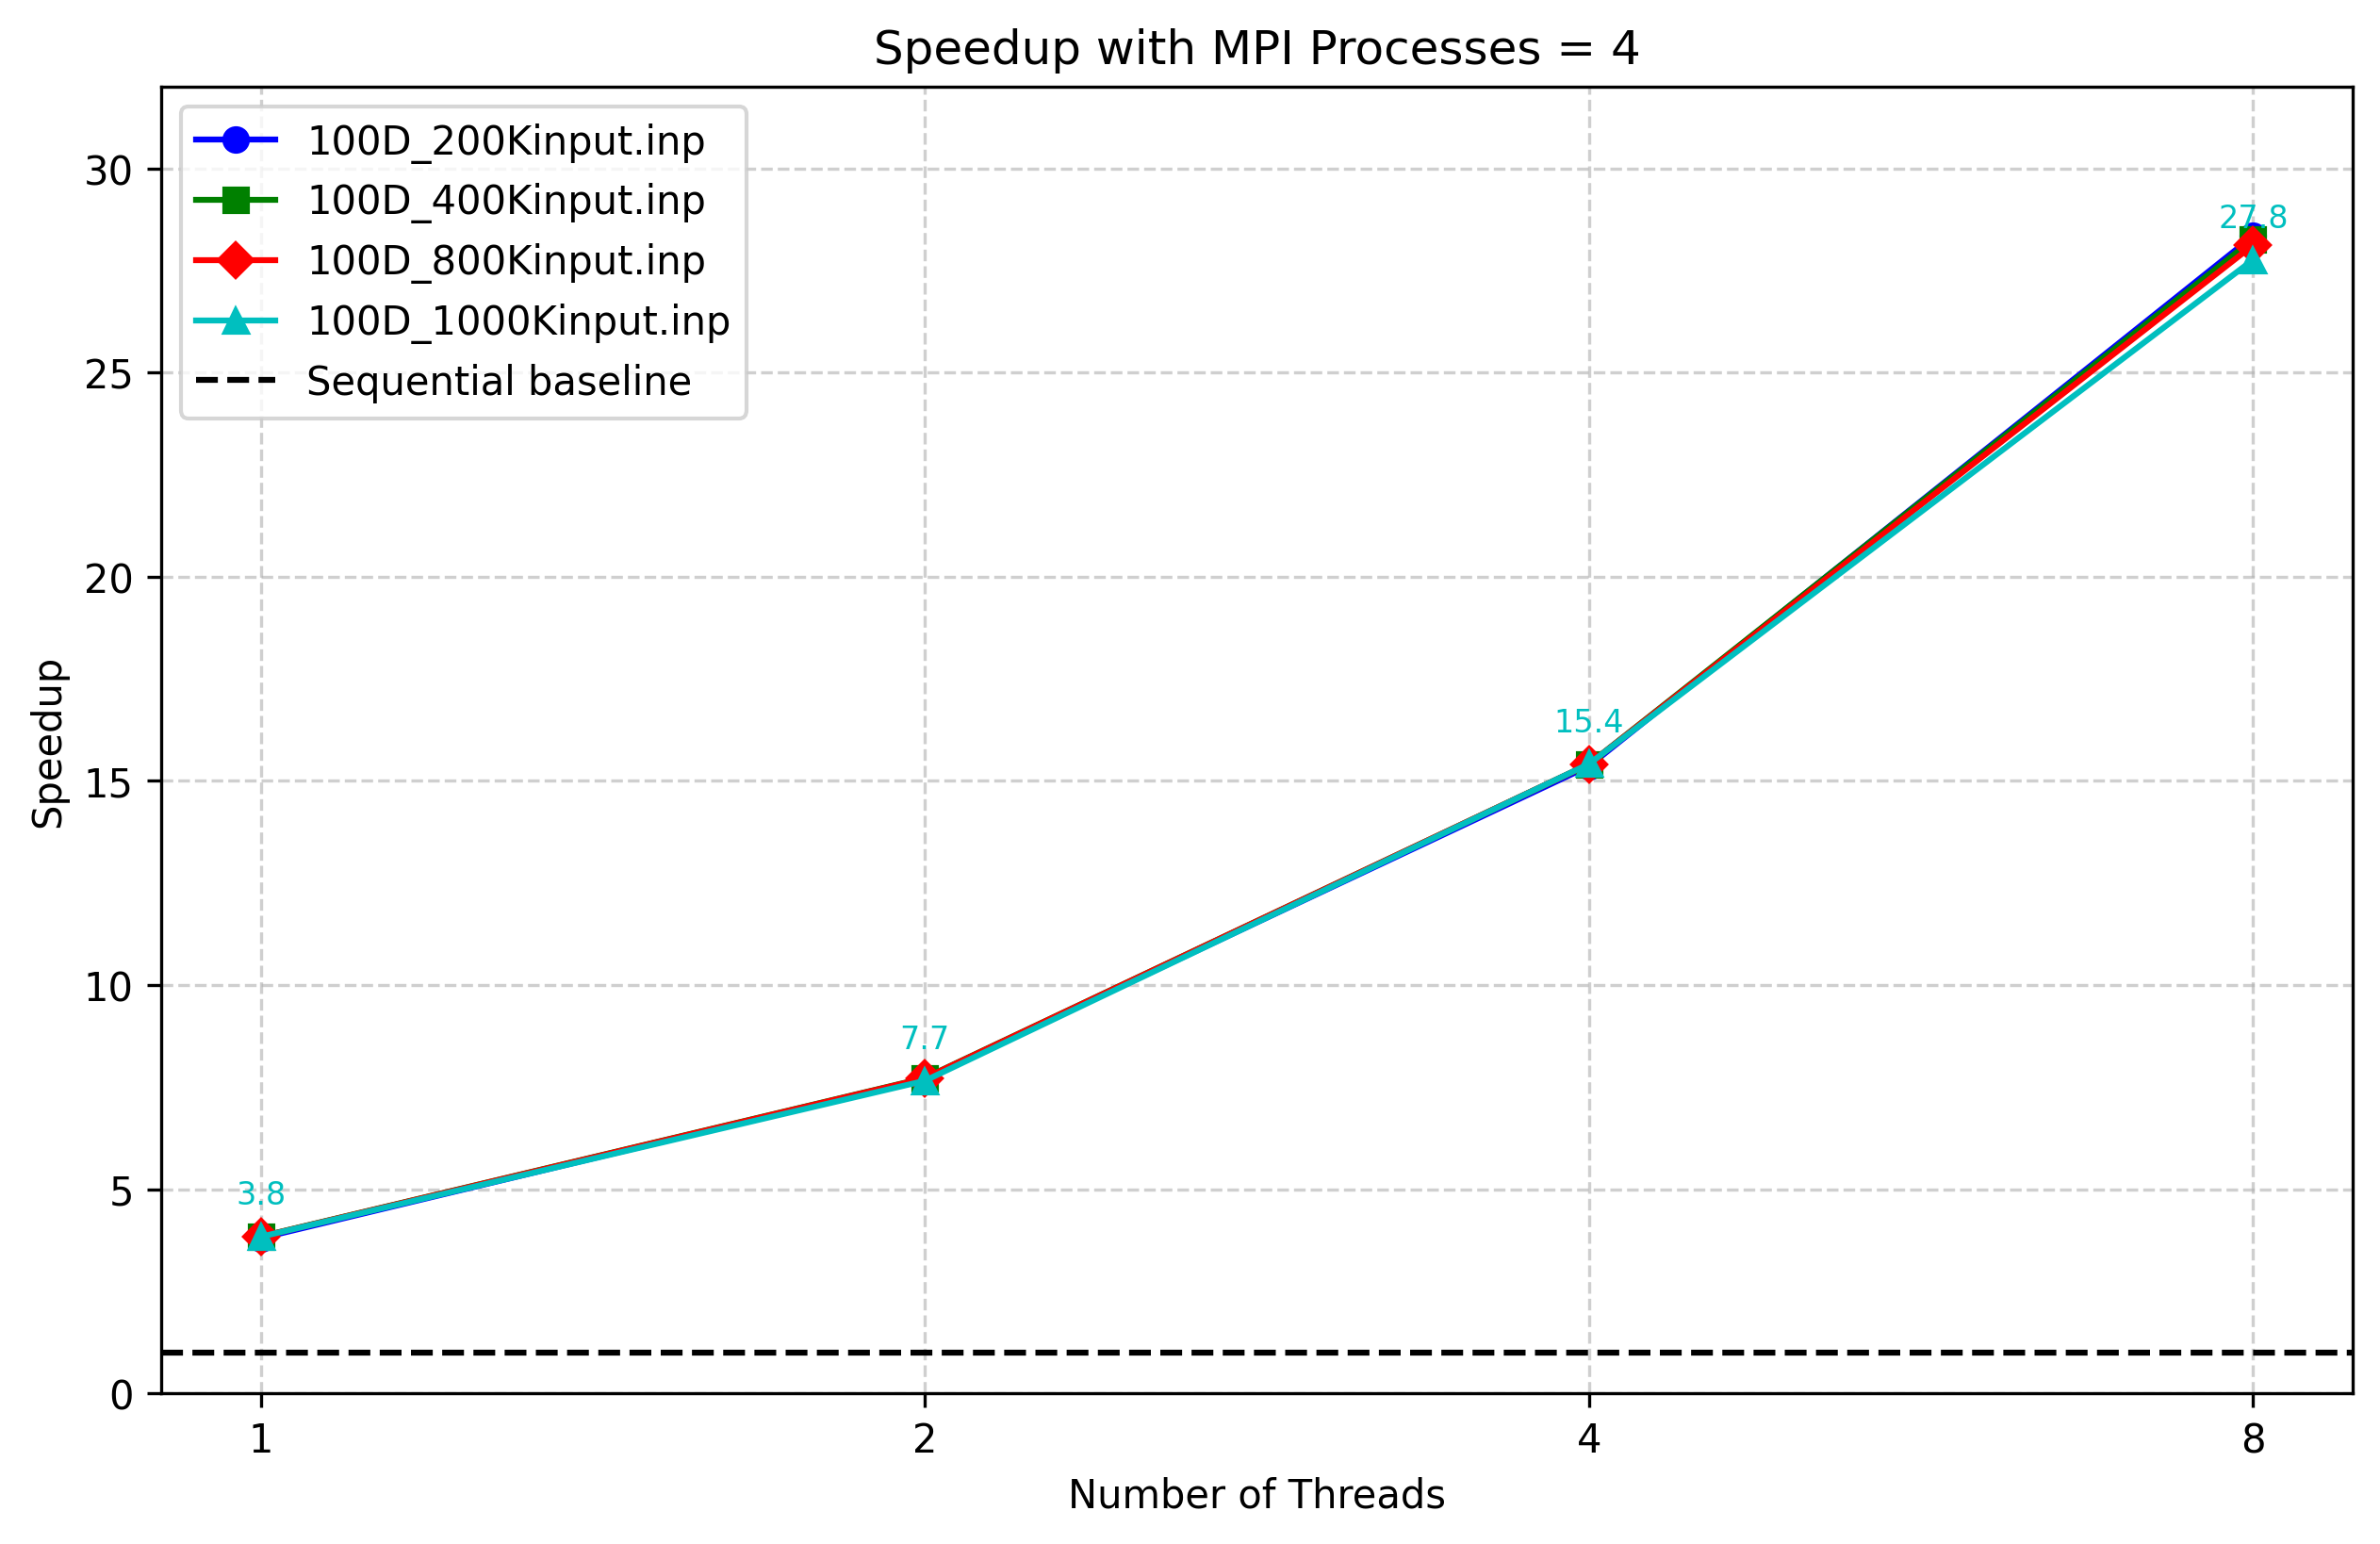 Speedup with MPI Processes = 4
100D_200Kinput.inp
100D_400Kinput.inp
100D_800Kinput.inp
100D_1000Kinput.inp
Sequential baseline
30
25
20
15
10
5
0
Speedup
3.8
7.7
15.4
27.8
1 2 4 8
Number of Threads